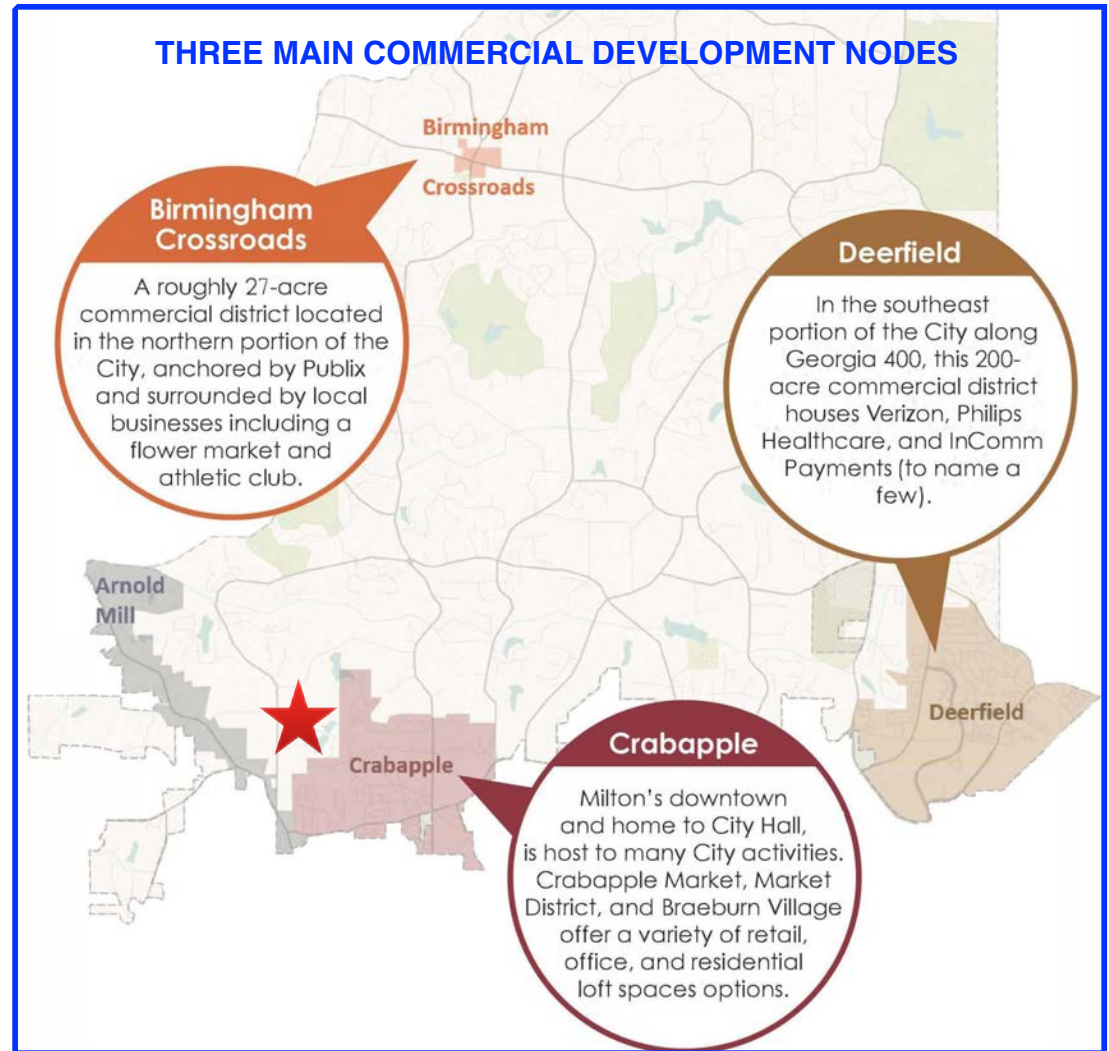 THREE MAIN COMMERCIAL DEVELOPMENT NODES
Birmingham
Crossroads
Birmingham
Crossroads
A roughly 27-acre
commercial district located
in the northern portion of the
City, anchored by Publix
and surrounded by local
businesses including a
flower market and
athletic club.
Deerfield
In the southeast
portion of the City along
Georgia 400, this 200-
acre commercial district
houses Verizon, Philips
Healthcare, and InComm
Payments (to name a
few).
Arnold
Mill
Crabapple
Deerfield
Crabapple
Milton's downtown
and home to City Hall,
is host to many City activities.
Crabapple Market, Market
District, and Braeburn Village
offer a variety of retail,
office, and residential
loft spaces options.